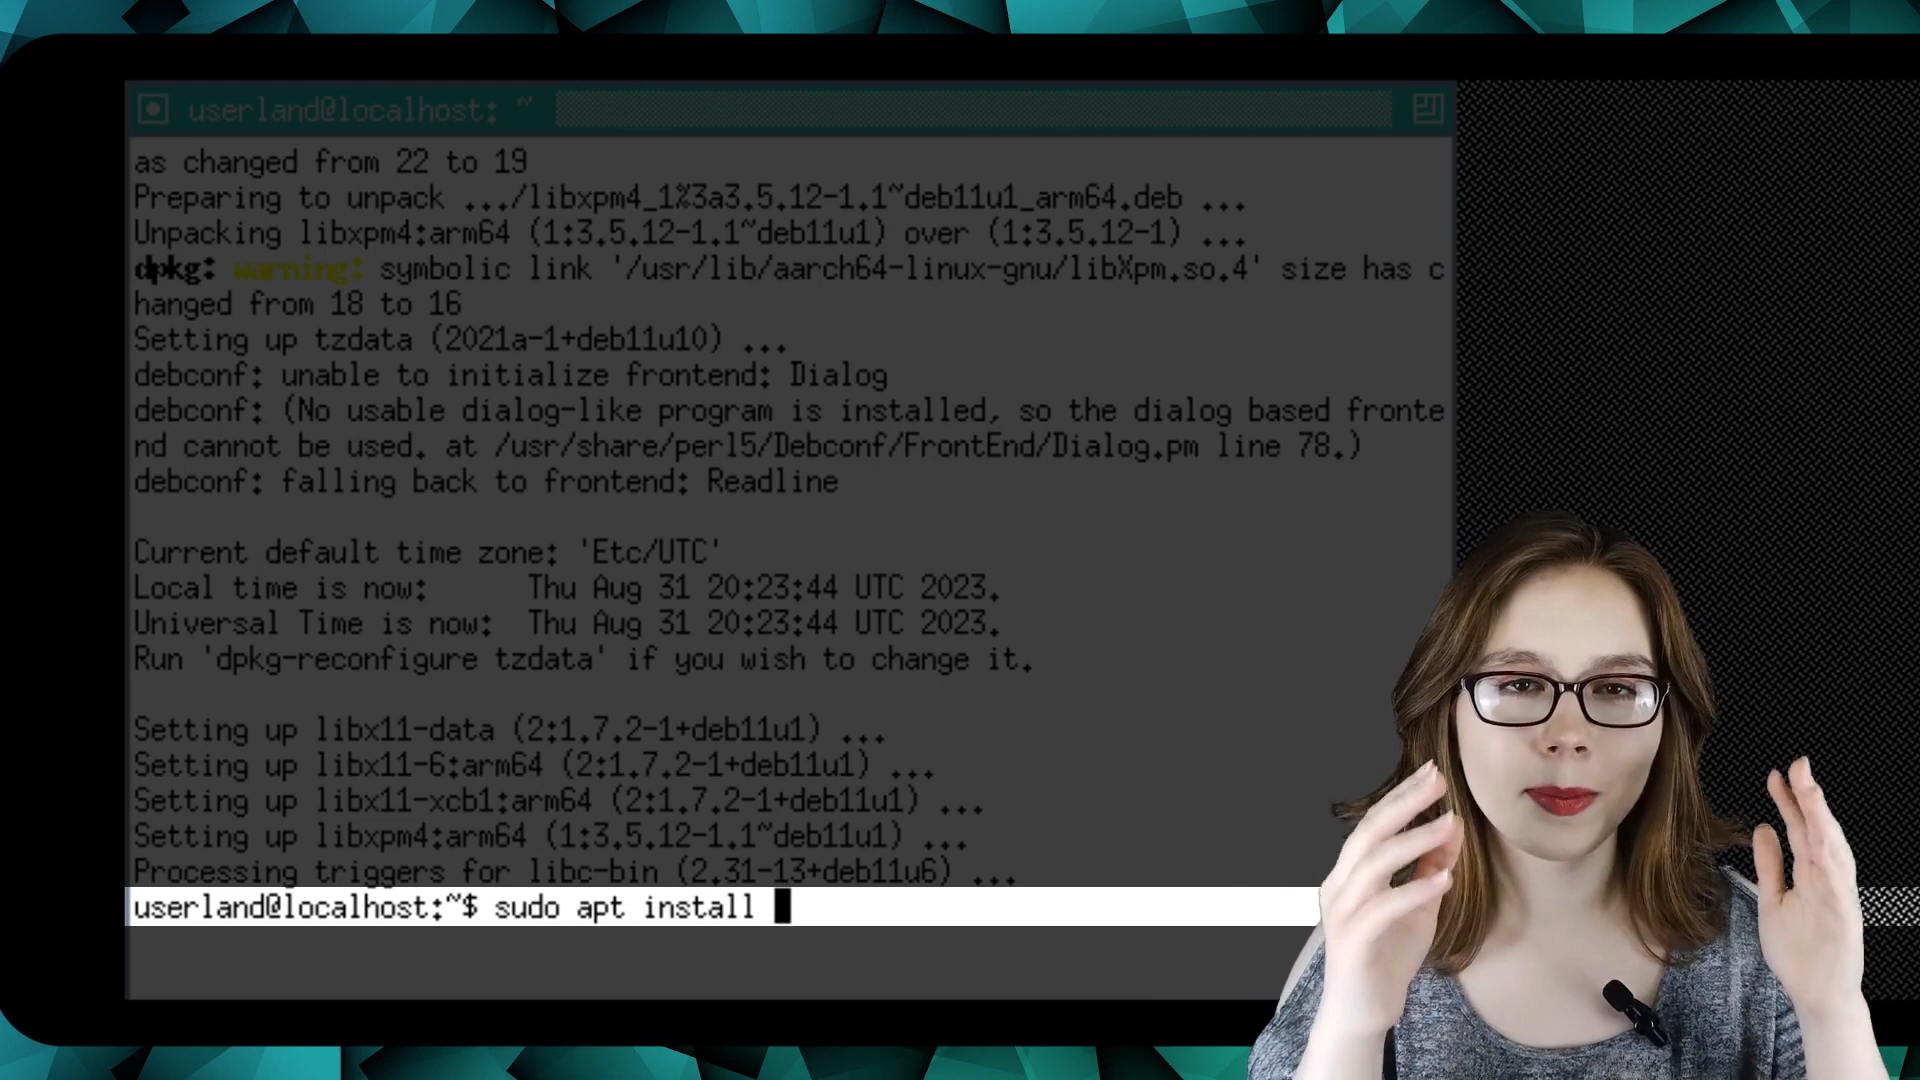 userland@localhost: ~
as changed from 22 to 19
Preparing to unpack .../libxpm4_1%3a3.5.12-1.1~deb11u1_arm64.deb ...
Unpacking libxpm4:arm64 (1:3.5.12-1.1~deb11u1) over (1:3.5.12-1) ...
dpkg: warning: symbolic link '/usr/lib/aarch64-linux-gnu/libXpm.so.4' size has c
hanged from 18 to 16
Setting up tzdata (2021a-1+deb11u10) ...
debconf: unable to initialize frontend: Dialog
debconf: (No usable dialog-like program is installed, so the dialog based fronte
nd cannot be used. at /usr/share/perl5/Debconf/FrontEnd/Dialog.pm line 78.)
debconf: falling back to frontend: Readline
Current default time zone: 'Etc/UTC'
Local time is now:      Thu Aug 31 20:23:44 UTC 2023.
Universal Time is now:  Thu Aug 31 20:23:44 UTC 2023.
Run 'dpkg-reconfigure tzdata' if you wish to change it.
Setting up libx11-data (2:1.7.2-1+deb11u1) ...
Setting up libx11-6:arm64 (2:1.7.2-1+deb11u1) ...
Setting up libx11-xcb1:arm64 (2:1.7.2-1+deb11u1) ...
Setting up libxpm4:arm64 (1:3.5.12-1.1~deb11u1) ...
Processing triggers for libc-bin (2.31-13+deb11u6) ...
userland@localhost:~$ sudo apt install